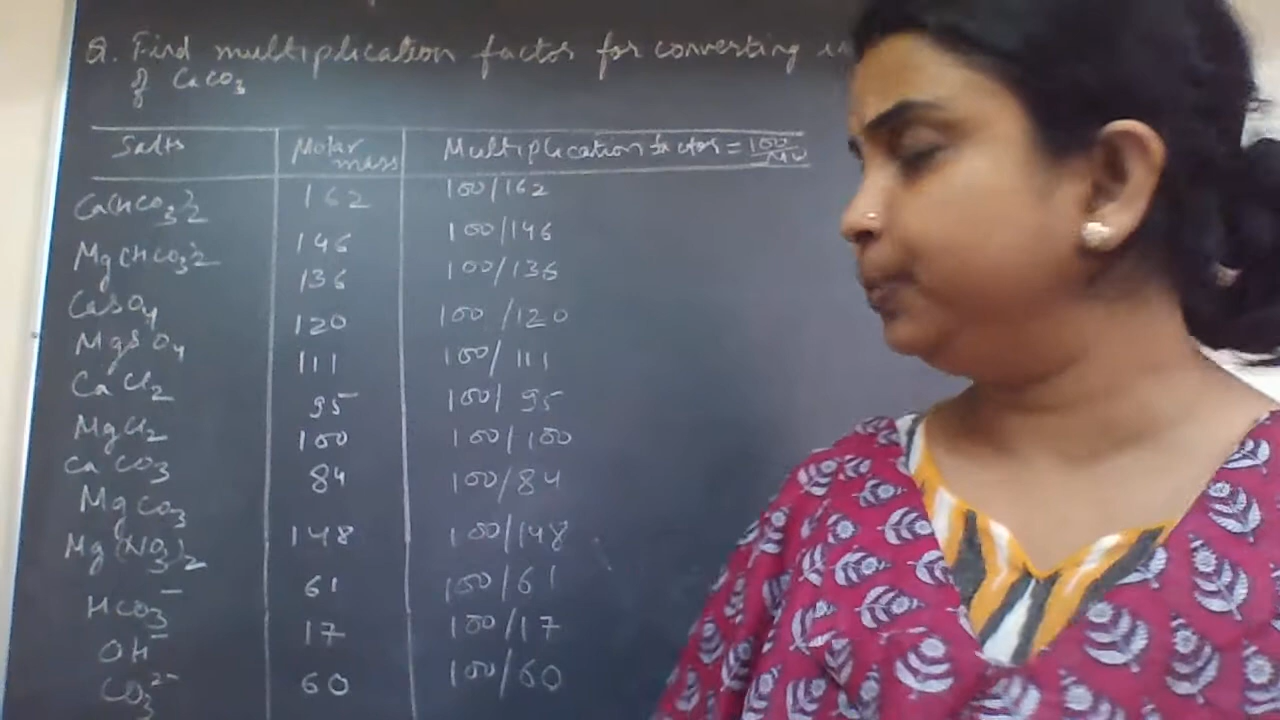 Q. Find multiplication factor for converting in
of CaCO3
Salts Molar mass Multiplication factor = 100/MW
Ca(HCO3)2 162 100/162
Mg(HCO3)2 146 100/146
CaSO4 136 100/136
MgSO4 120 100/120
CaCl2 111 100/111
MgCl2 95 100/95
CaCO3 100 100/100
MgCO3 84 100/84
Mg(NO3)2 148 100/148
HCO3⁻ 61 100/61
OH⁻ 17 100/17
CO3²⁻ 60 100/60